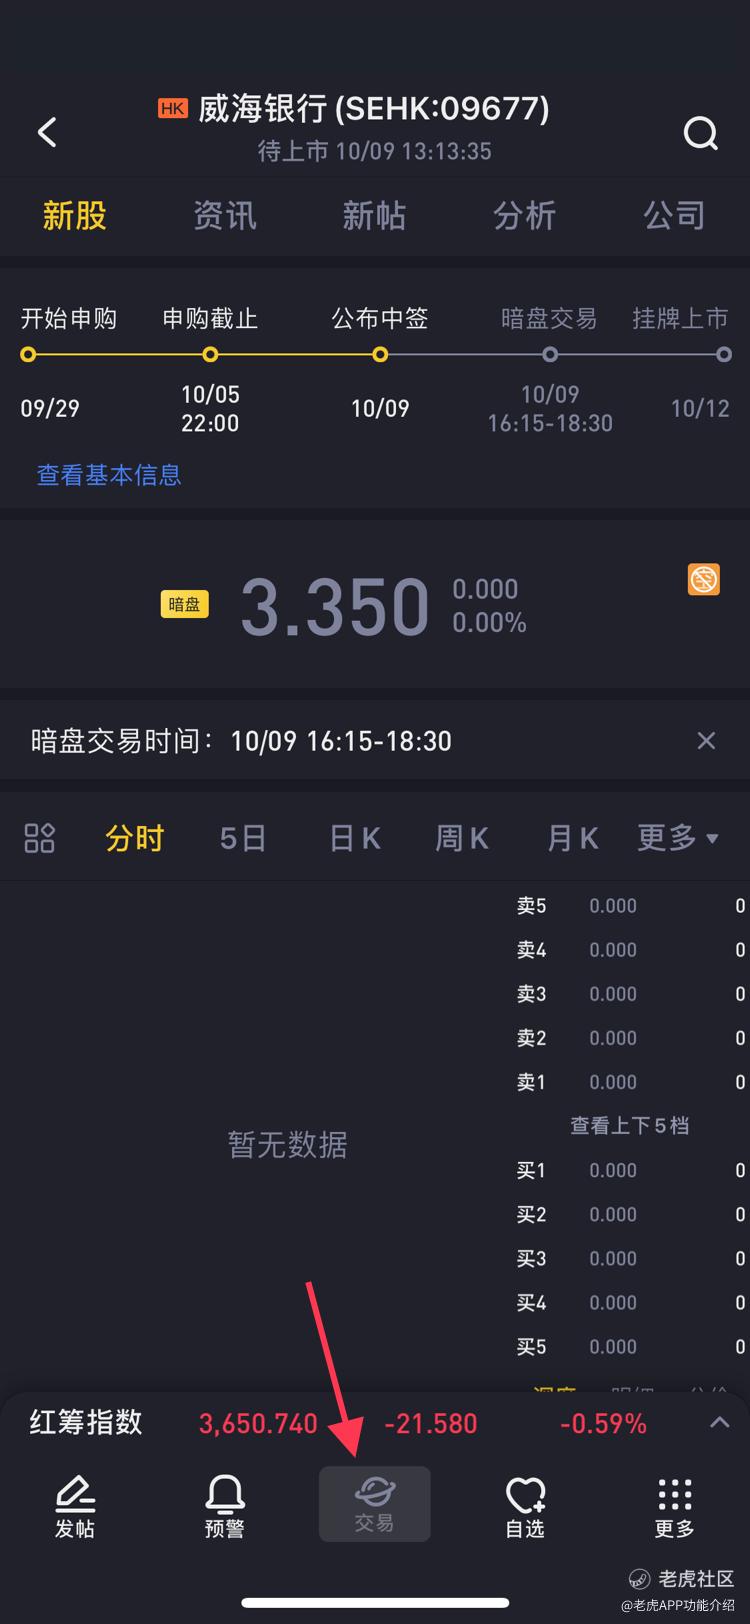 HK 威海银行(SEHK:09677)
待上市 10/09 13:13:35
新股 资讯 新帖 分析 公司
开始申购 申购截止 公布中签 暗盘交易 挂牌上市
09/29 10/05 22:00 10/09 10/09 16:15-18:30 10/12
查看基本信息
暗盘 3.350 0.000 0.00%
暗盘交易时间：10/09 16:15-18:30
分时 5日 日K 周K 月K 更多
卖5 0.000 0
卖4 0.000 0
卖3 0.000 0
卖2 0.000 0
卖1 0.000 0
查看上下5档
暂无数据
买1 0.000 0
买2 0.000 0
买3 0.000 0
买4 0.000 0
买5 0.000 0
红筹指数 3,650.740 -21.580 -0.59%
发帖 预警 交易 自选 更多
老虎社区
@老虎APP功能介绍